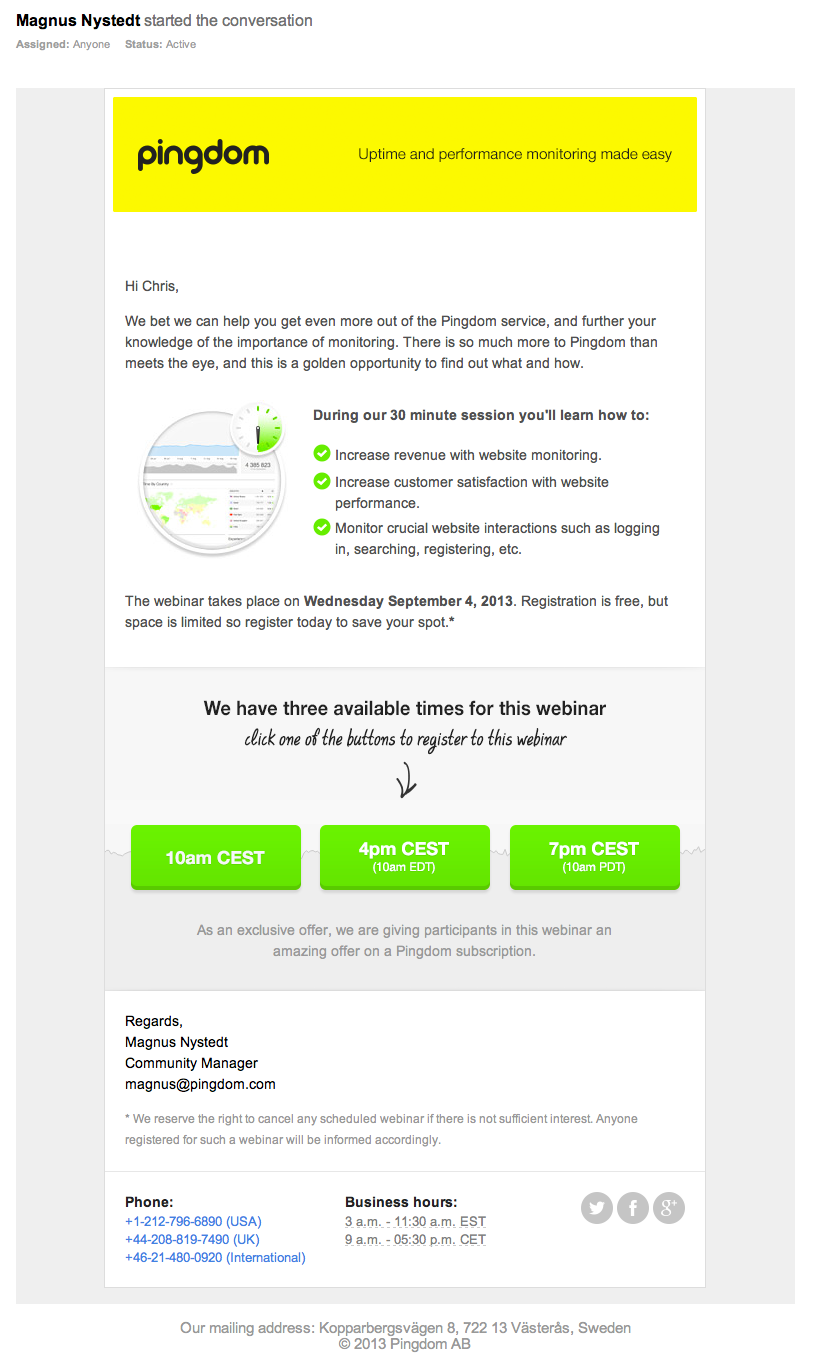 Magnus Nystedt started the conversation
Assigned: Anyone Status: Active
pingdom
Uptime and performance monitoring made easy
Hi Chris,
We bet we can help you get even more out of the Pingdom service, and further your
knowledge of the importance of monitoring. There is so much more to Pingdom than
meets the eye, and this is a golden opportunity to find out what and how.
4 385 823
During our 30 minute session you'll learn how to:
Increase revenue with website monitoring.
Increase customer satisfaction with website
performance.
Monitor crucial website interactions such as logging
in, searching, registering, etc.
The webinar takes place on Wednesday September 4, 2013. Registration is free, but
space is limited so register today to save your spot.*
We have three available times for this webinar
click one of the buttons to register to this webinar
10am CEST
4pm CEST
(10am EDT)
7pm CEST
(10am PDT)
As an exclusive offer, we are giving participants in this webinar an
amazing offer on a Pingdom subscription.
Regards,
Magnus Nystedt
Community Manager
magnus@pingdom.com
* We reserve the right to cancel any scheduled webinar if there is not sufficient interest. Anyone
registered for such a webinar will be informed accordingly.
Phone:
+1-212-796-6890 (USA)
+44-208-819-7490 (UK)
+46-21-480-0920 (International)
Business hours:
3 a.m. - 11:30 a.m. EST
9 a.m. - 05:30 p.m. CET
Our mailing address: Kopparbergsvägen 8, 722 13 Västerås, Sweden
© 2013 Pingdom AB